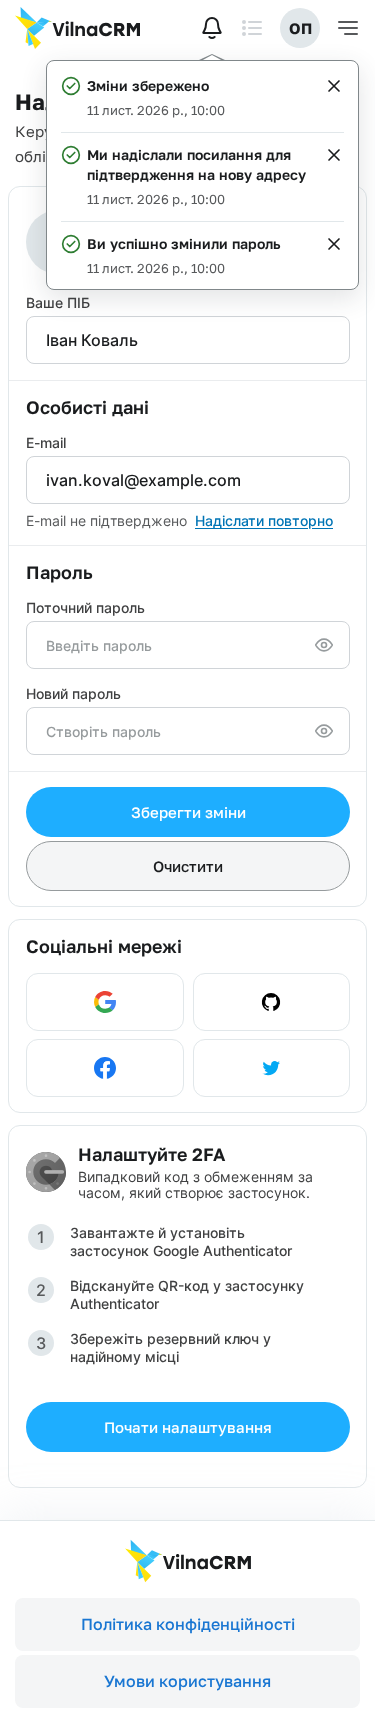 VilnaCRM
ОП
Зміни збережено
11 лист. 2026 р., 10:00
Ми надіслали посилання для
підтвердження на нову адресу
11 лист. 2026 р., 10:00
Ви успішно змінили пароль
11 лист. 2026 р., 10:00
Ваше ПІБ
Іван Коваль
Особисті дані
E-mail
ivan.koval@example.com
E-mail не підтверджено Надіслати повторно
Пароль
Поточний пароль
Введіть пароль
Новий пароль
Створіть пароль
Зберегти зміни
Очистити
Соціальні мережі
Налаштуйте 2FA
Випадковий код з обмеженням за
часом, який створює застосунок.
1 Завантажте й установіть
застосунок Google Authenticator
2 Відскануйте QR-код у застосунку
Authenticator
3 Збережіть резервний ключ у
надійному місці
Почати налаштування
VilnaCRM
Політика конфіденційності
Умови користування